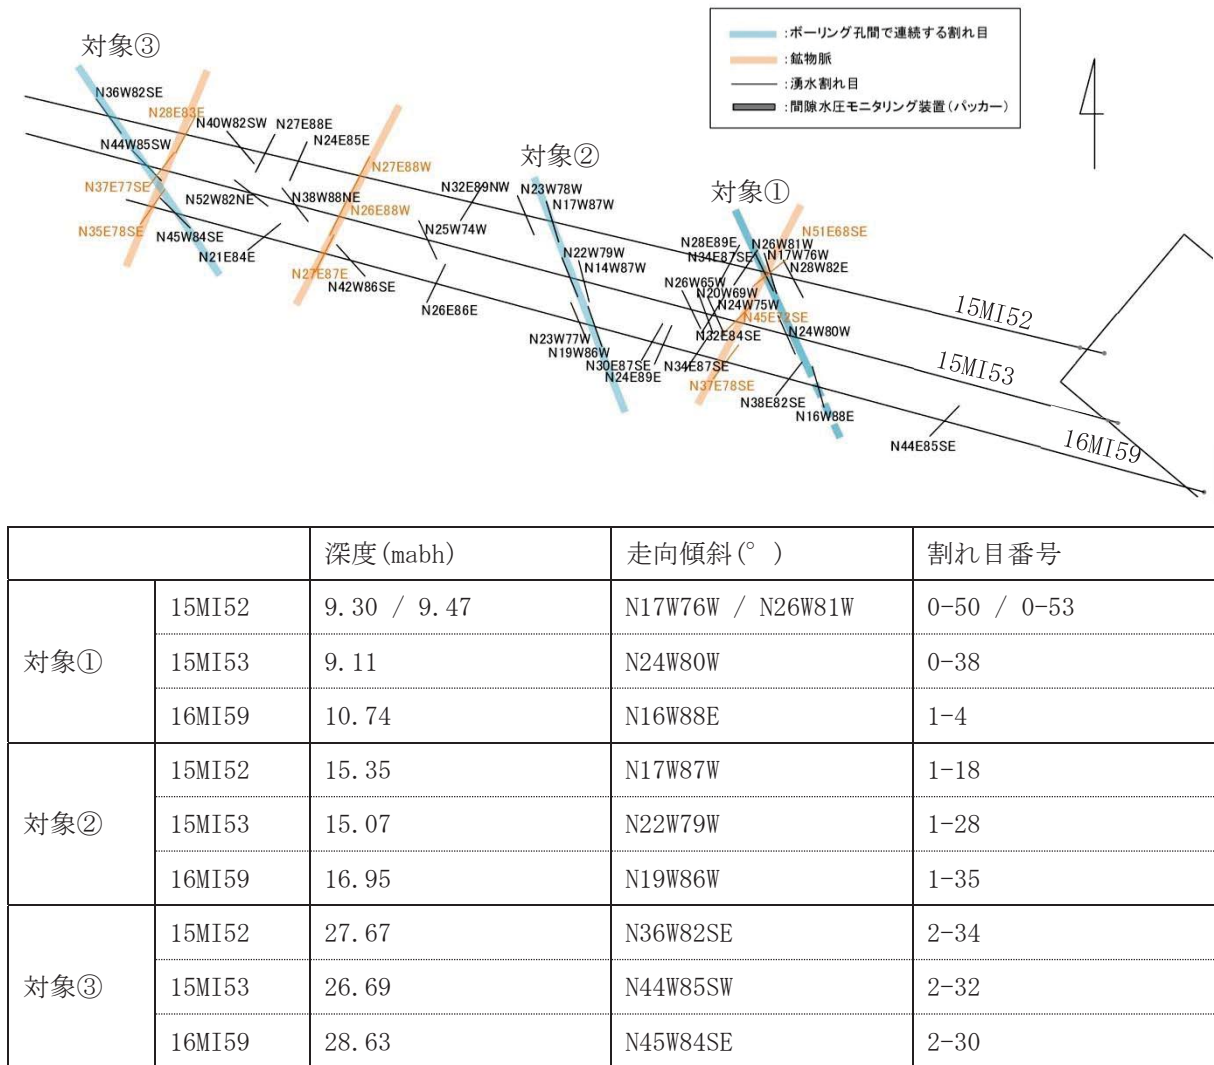 対象③
対象②
対象①
:ボーリング孔間で連続する割れ目
:鉱物脈
:湧水割れ目
:間隙水圧モニタリング装置(パッカー)
N36W82SE
N28E83E
N40W82SW
N27E88E
N24E85E
N44W85SW
N27E88W
N37E77SE
N52W82NE
N38W88NE
N26E88W
N35E78SE
N45W84SE
N21E84E
N27E87E
N42W86SE
N32E89NW
N25W74W
N26E86E
N23W78W
N17W87W
N22W79W
N14W87W
N23W77W
N19W86W
N30E87SE
N24E89E
N28E89E
N34E87SE
N26W81W
N17W76W
N28W82E
N51E68SE
N26W65W
N20W69W
N24W75W
N45E72SE
N24W80W
N32E84SE
N34E87SE
N37E78SE
N38E82SE
N16W88E
N44E85SE
15MI52
15MI53
16MI59
深度(mabh) 走向傾斜(°) 割れ目番号
対象① 15MI52 9.30 / 9.47 N17W76W / N26W81W 0-50 / 0-53
15MI53 9.11 N24W80W 0-38
16MI59 10.74 N16W88E 1-4
対象② 15MI52 15.35 N17W87W 1-18
15MI53 15.07 N22W79W 1-28
16MI59 16.95 N19W86W 1-35
対象③ 15MI52 27.67 N36W82SE 2-34
15MI53 26.69 N44W85SW 2-32
16MI59 28.63 N45W84SE 2-30